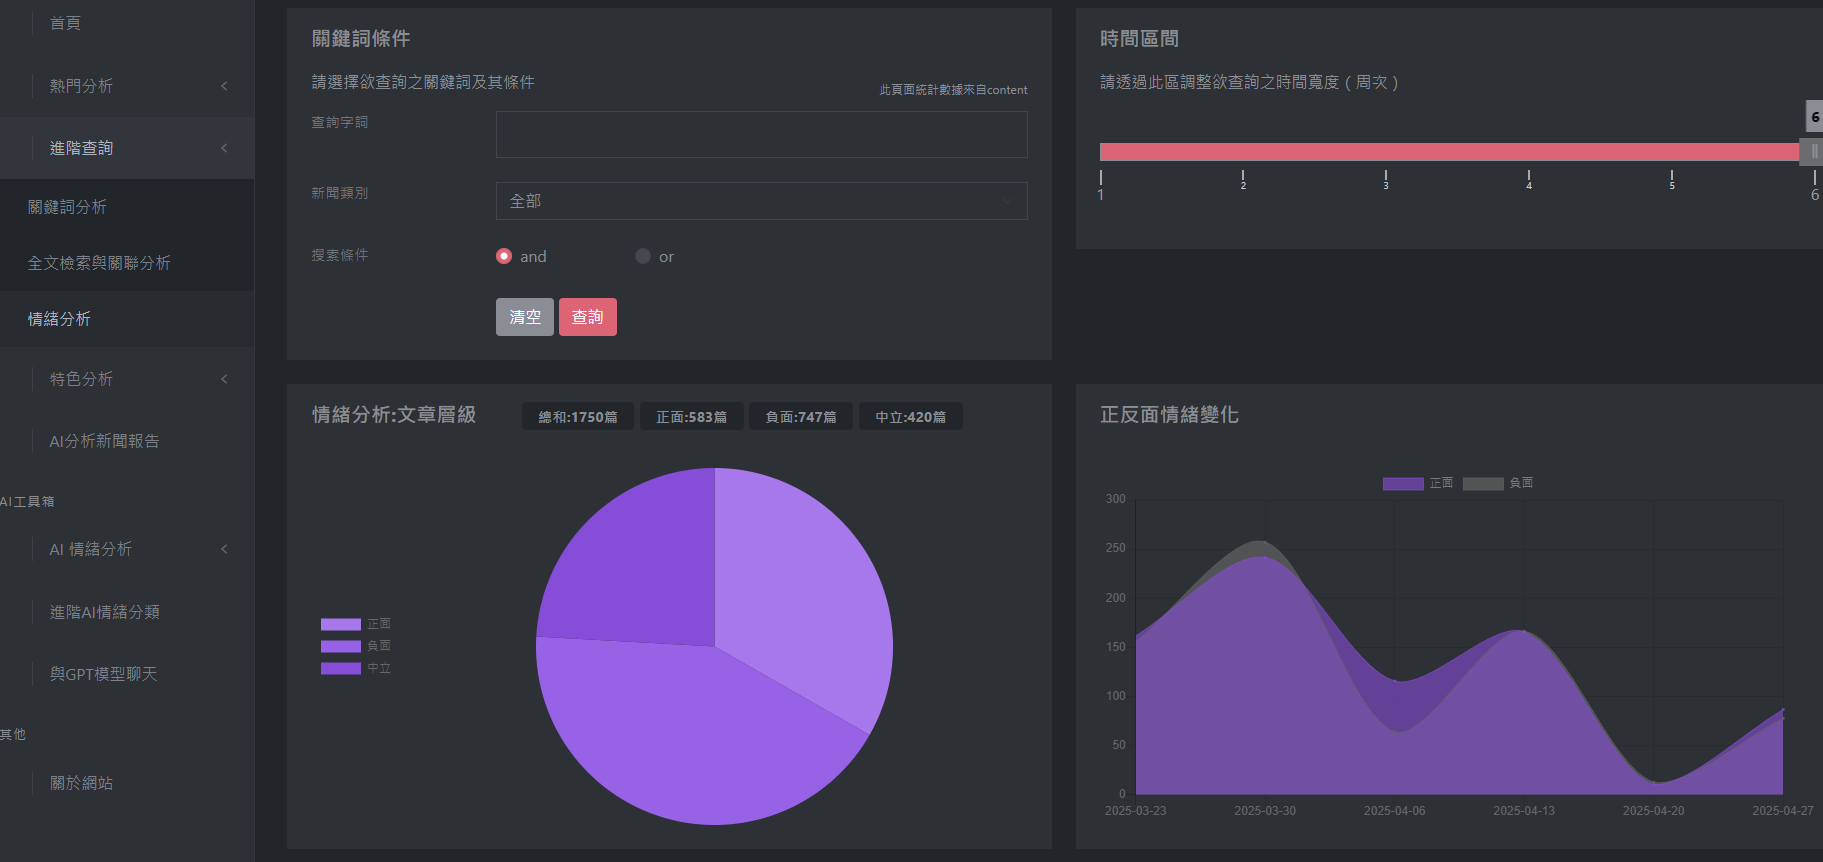 首頁
熱門分析
進階查詢
關鍵詞分析
全文檢索與關聯分析
情緒分析
特色分析
AI分析新聞報告
AI工具箱
AI 情緒分析
進階AI情緒分類
與GPT模型聊天
其他
關於網站
關鍵詞條件
請選擇欲查詢之關鍵詞及其條件
此頁面統計數據來自content
查詢字詞
新聞類別
全部
搜索條件
and
or
清空
查詢
時間區間
請透過此區調整欲查詢之時間寬度 ( 周次 )
6
1
2
3
4
5
6
情緒分析:文章層級
總和:1750篇
正面:583篇
負面:747篇
中立:420篇
正面
負面
中立
正反面情緒變化
正面
負面
300
250
200
150
100
50
0
2025-03-23
2025-03-30
2025-04-06
2025-04-13
2025-04-20
2025-04-27